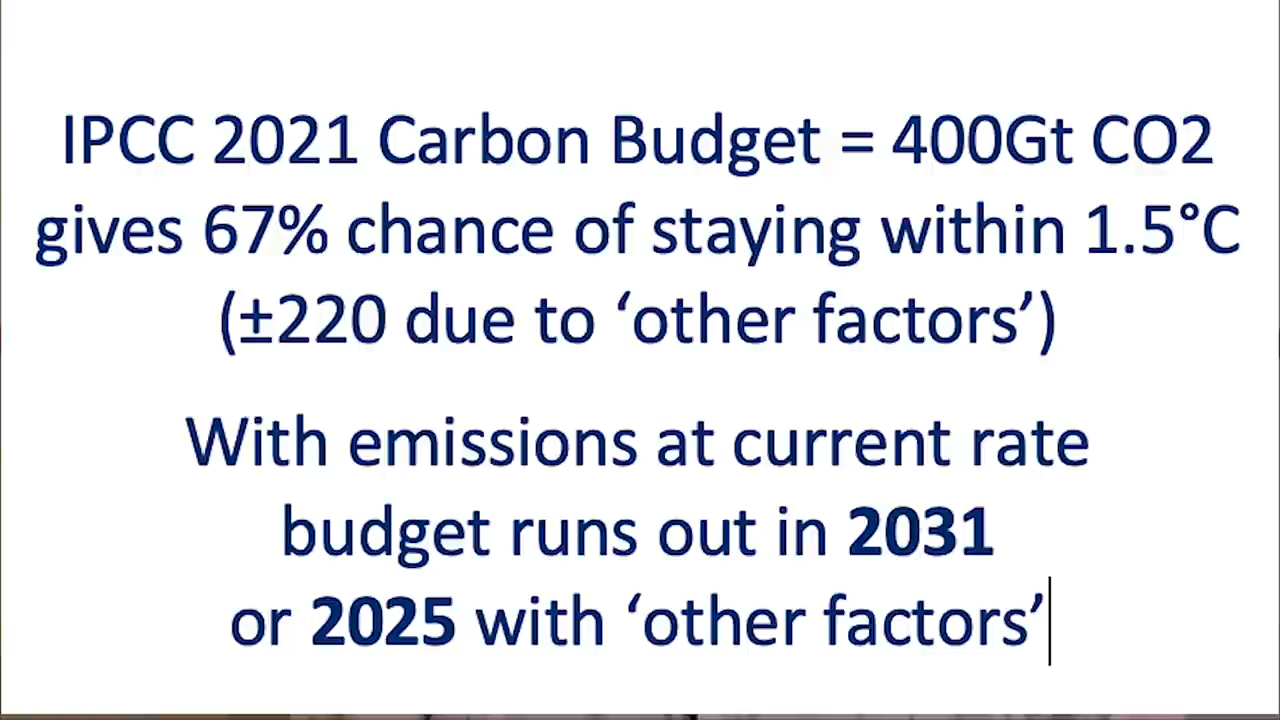 IPCC 2021 Carbon Budget = 400Gt CO2
gives 67% chance of staying within 1.5°C
(±220 due to ‘other factors’)
With emissions at current rate
budget runs out in 2031
or 2025 with ‘other factors’